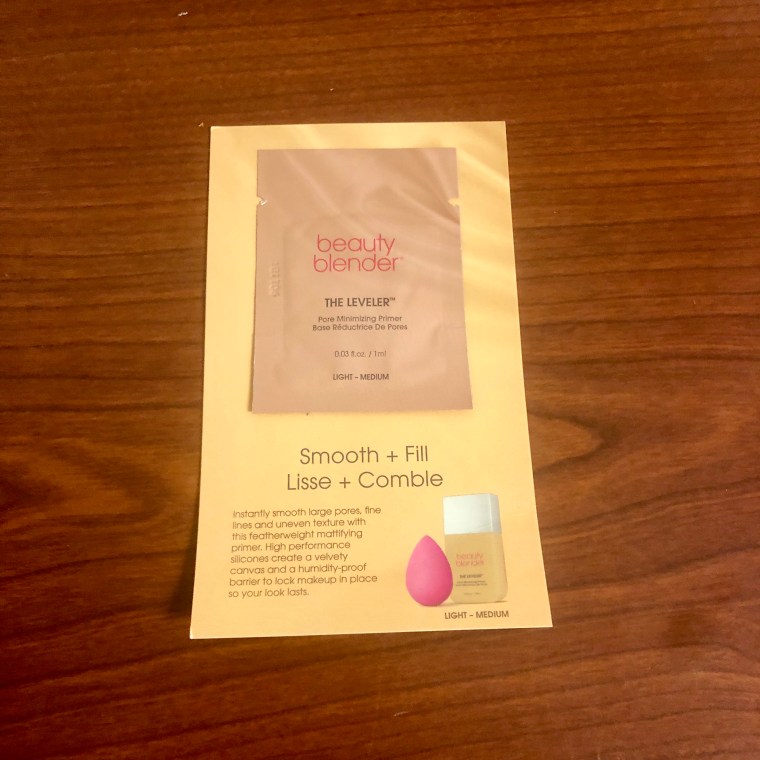 beauty
blender
THE LEVELER™
Pore Minimizing Primer
Base Réductrice De Pores
0.03 fl.oz. / 1ml
LIGHT – MEDIUM
Smooth + Fill
Lisse + Comble
Instantly smooth large pores, fine
lines and uneven texture with
this featherweight mattifying
primer. High performance
silicones create a velvety
canvas and a humidity-proof
barrier to lock makeup in place
so your look lasts.
beauty
blender
THE LEVELER™
LIGHT – MEDIUM